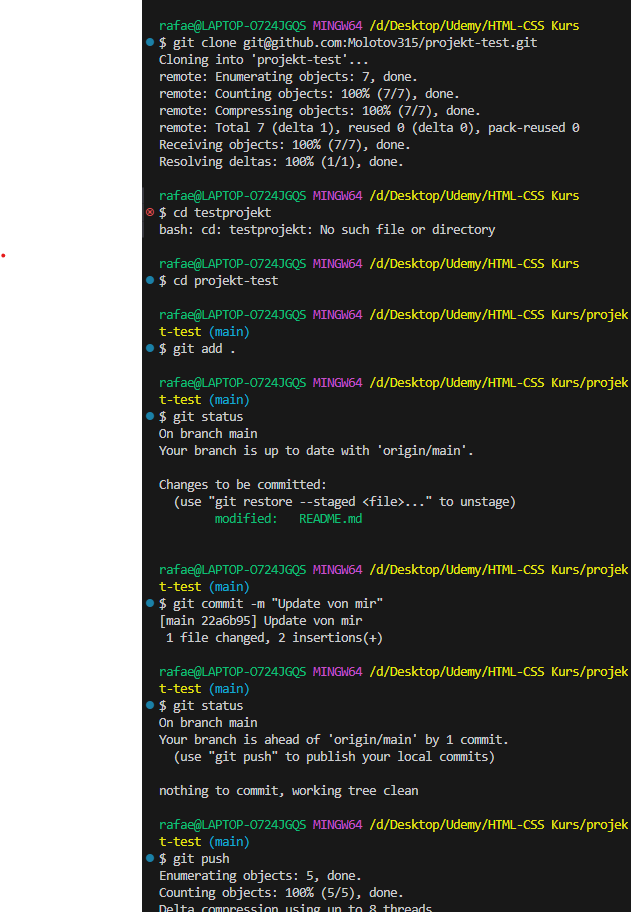 rafae@LAPTOP-O724JGQS MINGW64 /d/Desktop/Udemy/HTML-CSS Kurs
$ git clone git@github.com:Molotov315/projekt-test.git
Cloning into 'projekt-test'...
remote: Enumerating objects: 7, done.
remote: Counting objects: 100% (7/7), done.
remote: Compressing objects: 100% (7/7), done.
remote: Total 7 (delta 1), reused 0 (delta 0), pack-reused 0
Receiving objects: 100% (7/7), done.
Resolving deltas: 100% (1/1), done.
rafae@LAPTOP-O724JGQS MINGW64 /d/Desktop/Udemy/HTML-CSS Kurs
$ cd testprojekt
bash: cd: testprojekt: No such file or directory
rafae@LAPTOP-O724JGQS MINGW64 /d/Desktop/Udemy/HTML-CSS Kurs
$ cd projekt-test
rafae@LAPTOP-O724JGQS MINGW64 /d/Desktop/Udemy/HTML-CSS Kurs/projek
t-test (main)
$ git add .
rafae@LAPTOP-O724JGQS MINGW64 /d/Desktop/Udemy/HTML-CSS Kurs/projek
t-test (main)
$ git status
On branch main
Your branch is up to date with 'origin/main'.
Changes to be committed:
  (use "git restore --staged <file>..." to unstage)
        modified:   README.md
rafae@LAPTOP-O724JGQS MINGW64 /d/Desktop/Udemy/HTML-CSS Kurs/projek
t-test (main)
$ git commit -m "Update von mir"
[main 22a6b95] Update von mir
 1 file changed, 2 insertions(+)
rafae@LAPTOP-O724JGQS MINGW64 /d/Desktop/Udemy/HTML-CSS Kurs/projek
t-test (main)
$ git status
On branch main
Your branch is ahead of 'origin/main' by 1 commit.
  (use "git push" to publish your local commits)
nothing to commit, working tree clean
rafae@LAPTOP-O724JGQS MINGW64 /d/Desktop/Udemy/HTML-CSS Kurs/projek
t-test (main)
$ git push
Enumerating objects: 5, done.
Counting objects: 100% (5/5), done.
Delta compression using up to 8 threads